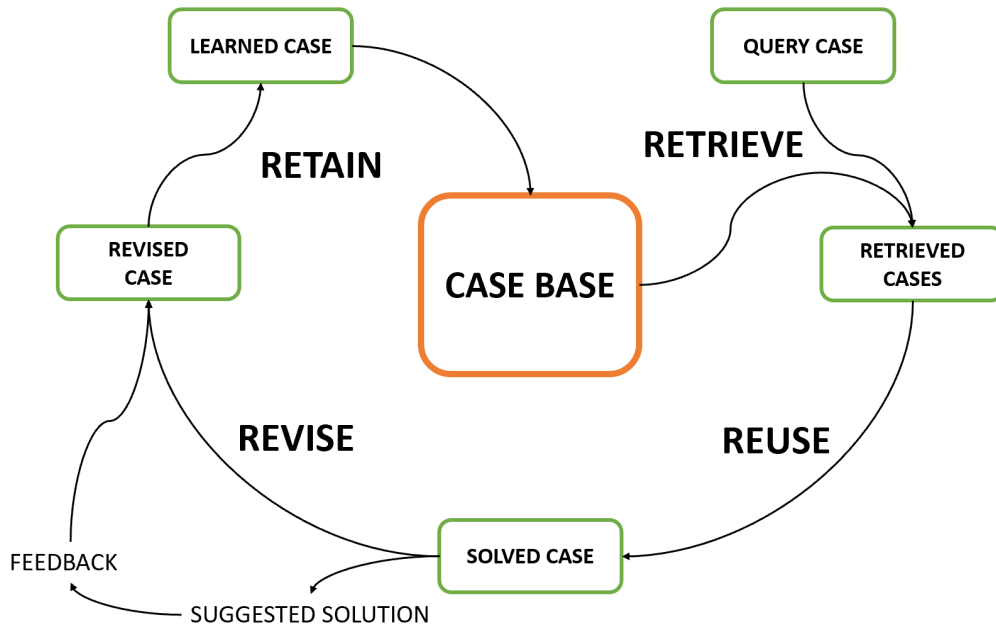 LEARNED CASE
QUERY CASE
RETRIEVE
RETAIN
REVISED
CASE
CASE BASE
RETRIEVED
CASES
REVISE
REUSE
SOLVED CASE
FEEDBACK
SUGGESTED SOLUTION